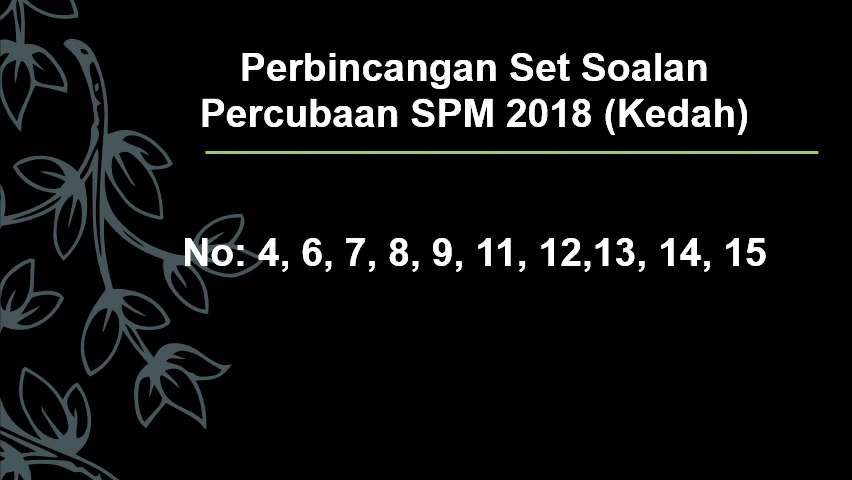 Perbincangan Set Soalan
Percubaan SPM 2018 (Kedah)
No: 4, 6, 7, 8, 9, 11, 12,13, 14, 15